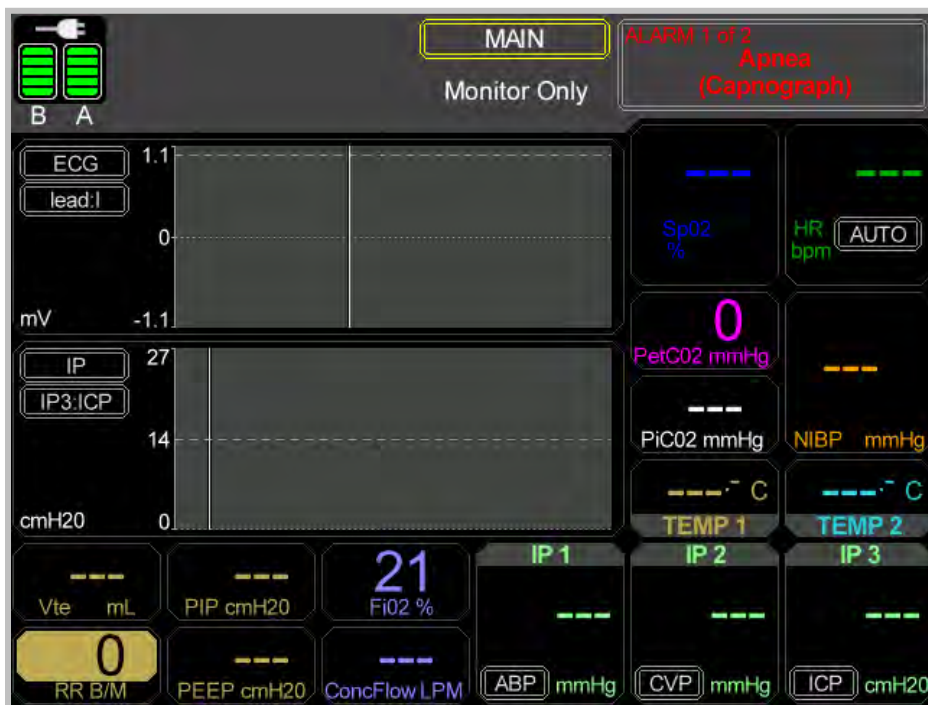 B A
MAIN
Monitor Only
ALARM 1 of 2
Apnea
(Capnograph)
ECG
lead:I
mV
1.1
0
-1.1
IP
IP3:ICP
cmH20
27
14
0
---
Sp02
%
---
HR
bpm
AUTO
0
PetC02 mmHg
---
PiC02 mmHg
---
NIBP mmHg
---.- C
TEMP 1
---.- C
TEMP 2
---
Vte mL
---
PIP cmH20
21
Fi02 %
0
RR B/M
---
PEEP cmH20
---
ConcFlow LPM
IP 1
---
ABP mmHg
IP 2
---
CVP mmHg
IP 3
---
ICP cmH20